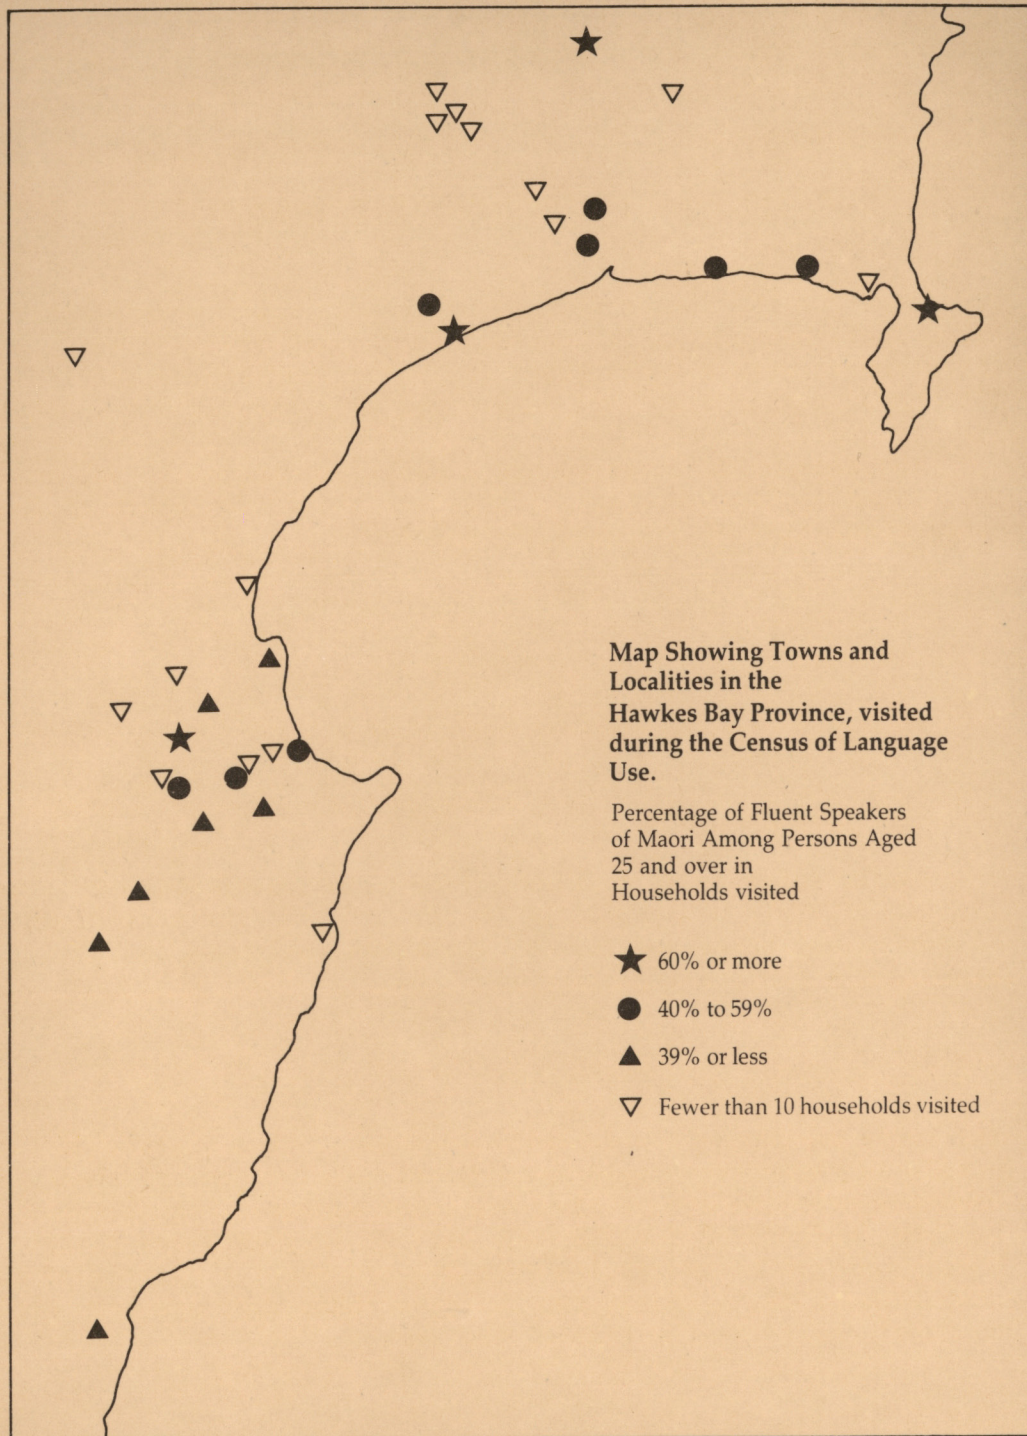 Map Showing Towns and
Localities in the
Hawkes Bay Province, visited
during the Census of Language
Use.
Percentage of Fluent Speakers
of Maori Among Persons Aged
25 and over in
Households visited
60% or more
40% to 59%
39% or less
Fewer than 10 households visited